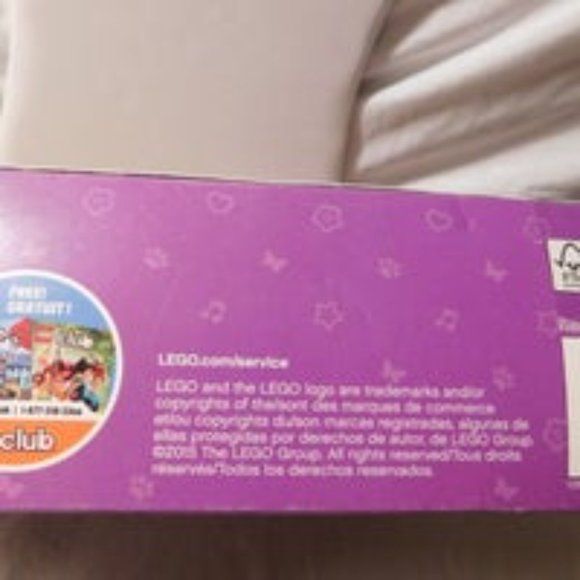 FREE!
GRATUIT!
club
LEGO.com/service
LEGO and the LEGO logo are trademarks and/or
copyrights of the/sont des marques de commerce
et/ou copyrights du/son marcas registradas, algunas de
ellas protegidas por derechos de autor, de LEGO Group.
©2015 The LEGO Group. All rights reserved/Tous droits
réservés/Todos los derechos reservados.